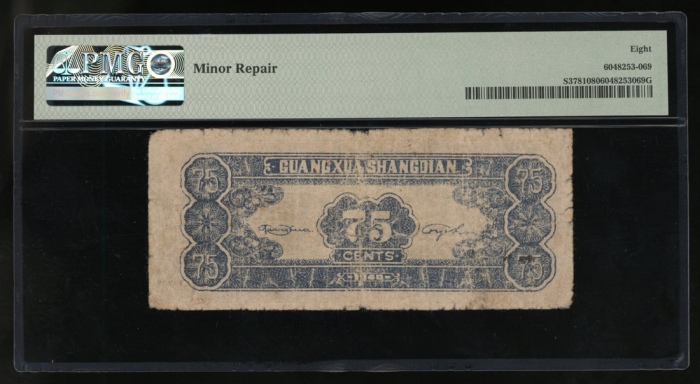 PMG
PAPER MONEY GUARANTY
Minor Repair
Eight
6048253-069
S37810806048253069G
GUANGXUA SHANGDIAN
75 75
75
CENTS
75 75